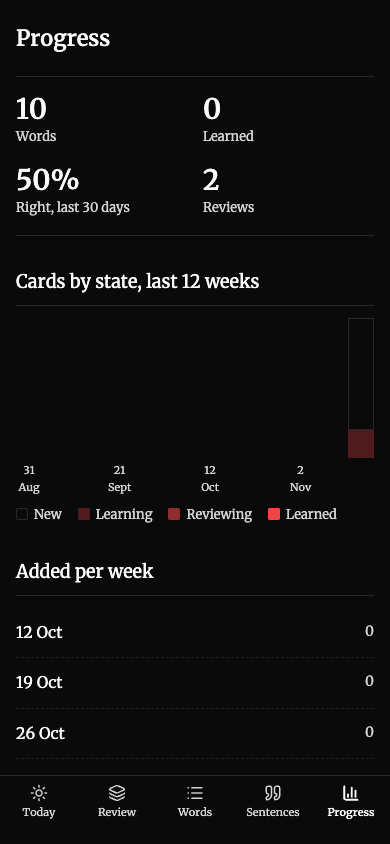 Progress
10
0
Words
Learned
50%
2
Right, last 30 days
Reviews
Cards by state, last 12 weeks
31
21
12
2
Aug
Sept
Oct
Nov
New
Learning
Reviewing
Learned
Added per week
12 Oct
0
19 Oct
0
26 Oct
0
Today
Review
Words
Sentences
Progress